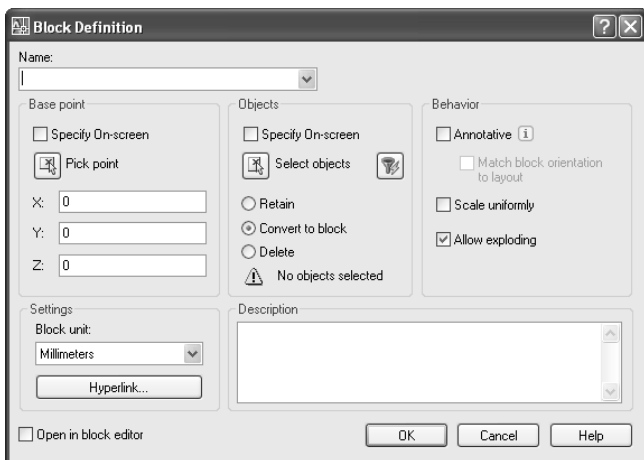 Block Definition
Name:
Base point
Specify On-screen
Pick point
X: 0
Y: 0
Z: 0
Objects
Specify On-screen
Select objects
Retain
Convert to block
Delete
No objects selected
Behavior
Annotative
Match block orientation
to layout
Scale uniformly
Allow exploding
Settings
Block unit:
Millimeters
Hyperlink...
Description
Open in block editor
OK Cancel Help